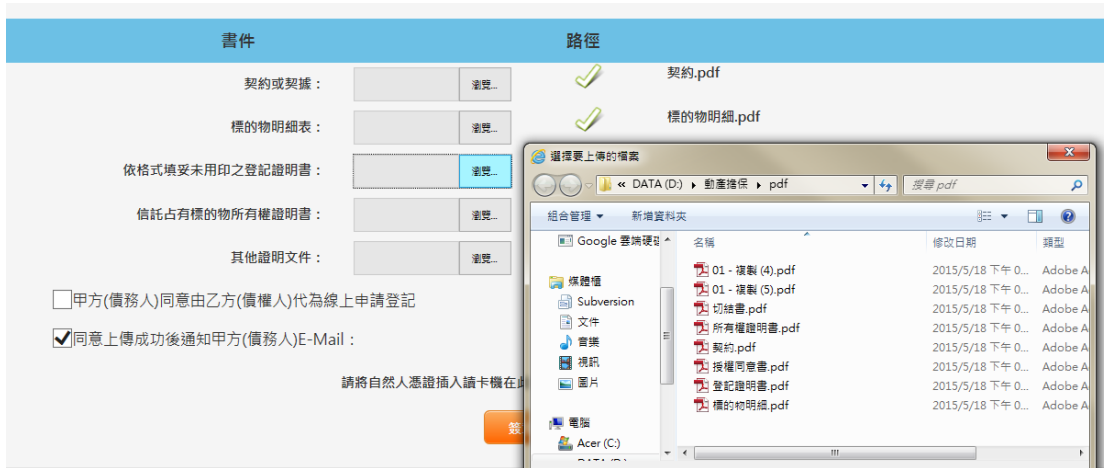 書件 路徑
契約或契據： 瀏覽... 契約.pdf
標的物明細表： 瀏覽... 標的物明細.pdf
依格式填妥未用印之登記證明書： 瀏覽...
信託占有標的物所有權證明書： 瀏覽...
其他證明文件： 瀏覽...
甲方(債務人)同意由乙方(債權人)代為線上申請登記
同意上傳成功後通知甲方(債務人)E-Mail：
請將自然人憑證插入讀卡機在此
簽
選擇要上傳的檔案
« DATA (D:) ▸ 動產擔保 ▸ pdf 搜尋 pdf
組合管理 新增資料夾
Google 雲端硬碟
媒體櫃
Subversion
文件
音樂
視訊
圖片
電腦
Acer (C:)
DATA (D:)
名稱 修改日期 類型
01 - 複製 (4).pdf 2015/5/18 下午 0... Adobe A
01 - 複製 (5).pdf 2015/5/18 下午 0... Adobe A
切結書.pdf 2015/5/18 下午 0... Adobe A
所有權證明書.pdf 2015/5/18 下午 0... Adobe A
契約.pdf 2015/5/18 下午 0... Adobe A
授權同意書.pdf 2015/5/18 下午 0... Adobe A
登記證明書.pdf 2015/5/18 下午 0... Adobe A
標的物明細.pdf 2015/5/18 下午 0... Adobe A